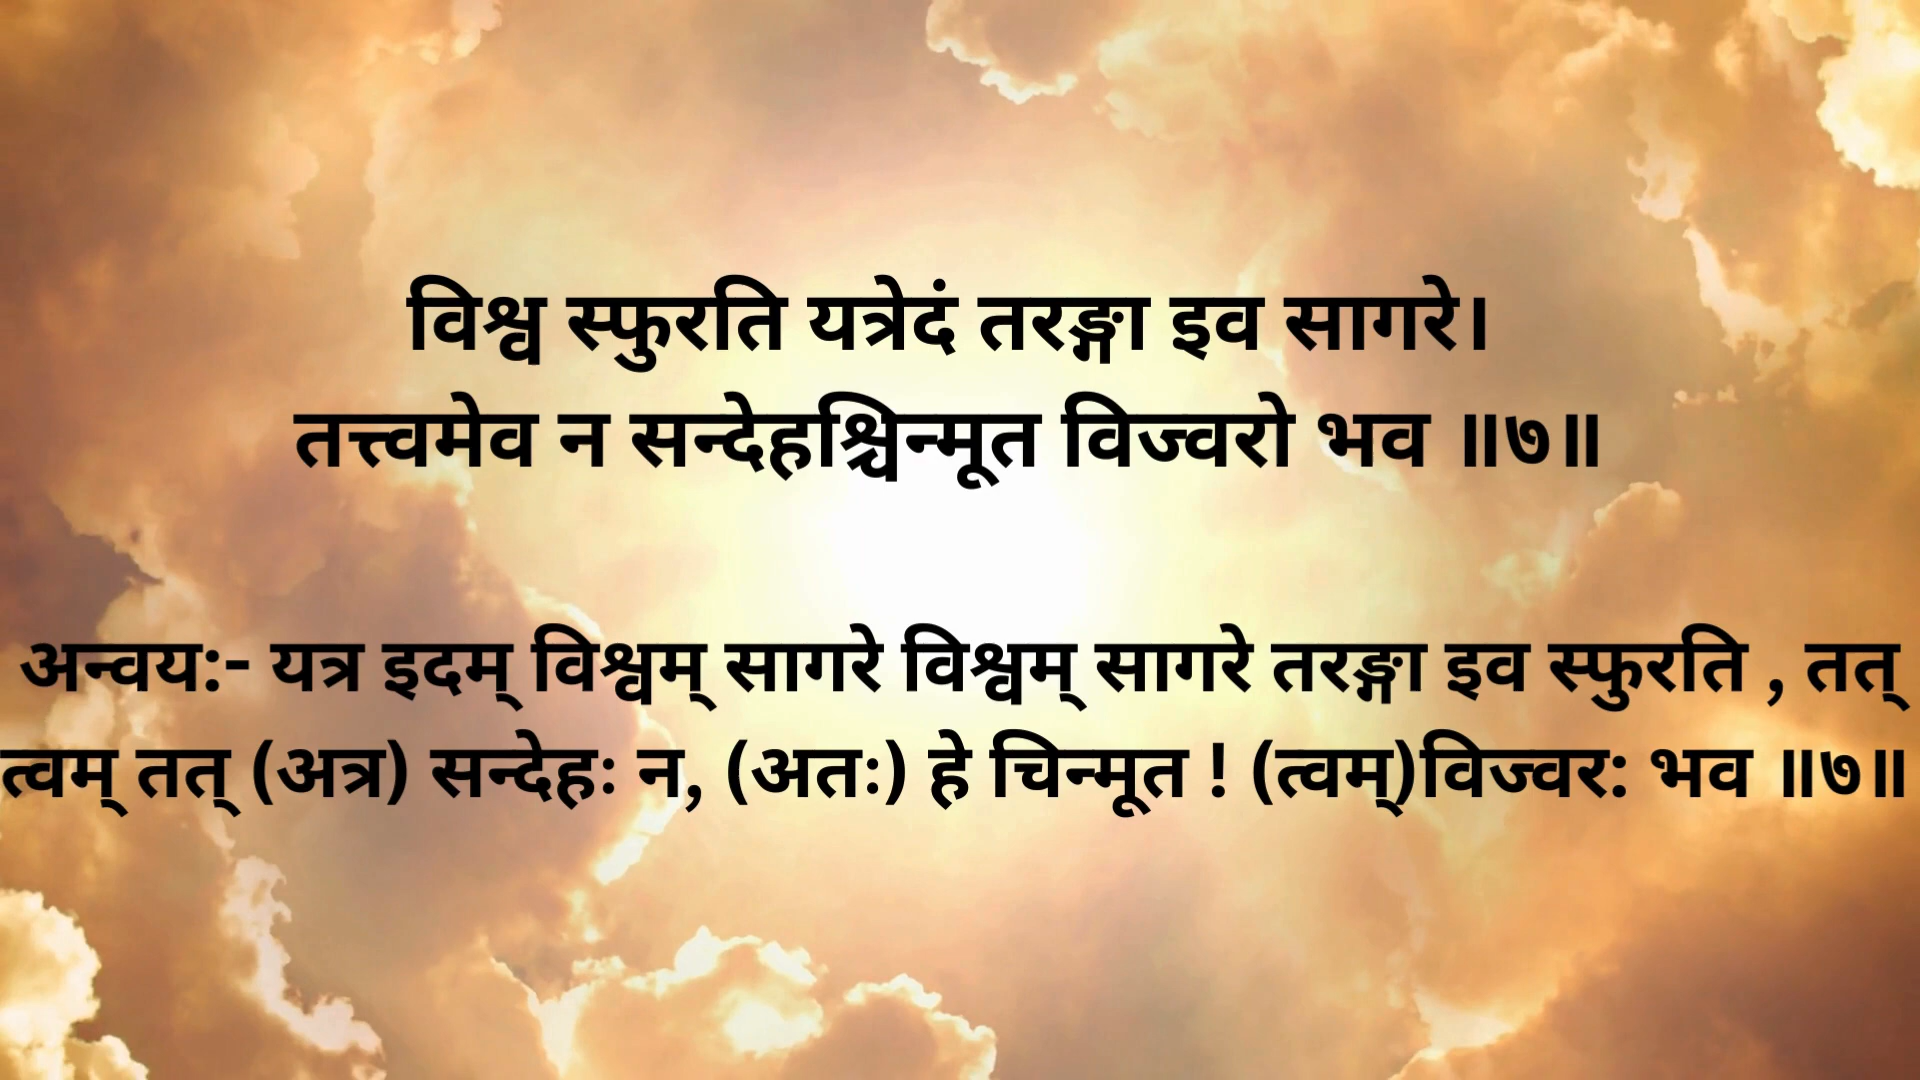 विश्व स्फुरति यत्रेदं तरङ्गा इव सागरे।
तत्त्वमेव न सन्देहश्चिन्मूत विज्वरो भव ॥७॥
अन्वय:- यत्र इदम् विश्वम् सागरे विश्वम् सागरे तरङ्गा इव स्फुरति , तत्
त्वम् तत् (अत्र) सन्देहः न, (अतः) हे चिन्मूत ! (त्वम्)विज्वर: भव ॥७॥